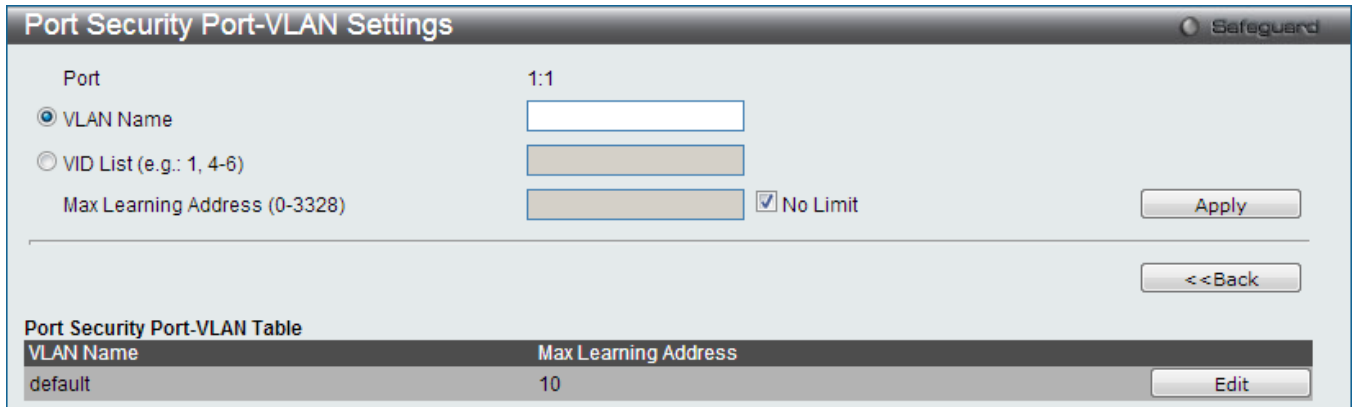 Port Security Port-VLAN Settings
Safeguard
Port 1:1
VLAN Name
VID List (e.g.: 1, 4-6)
Max Learning Address (0-3328) No Limit Apply
<<Back
Port Security Port-VLAN Table
VLAN Name Max Learning Address
default 10 Edit